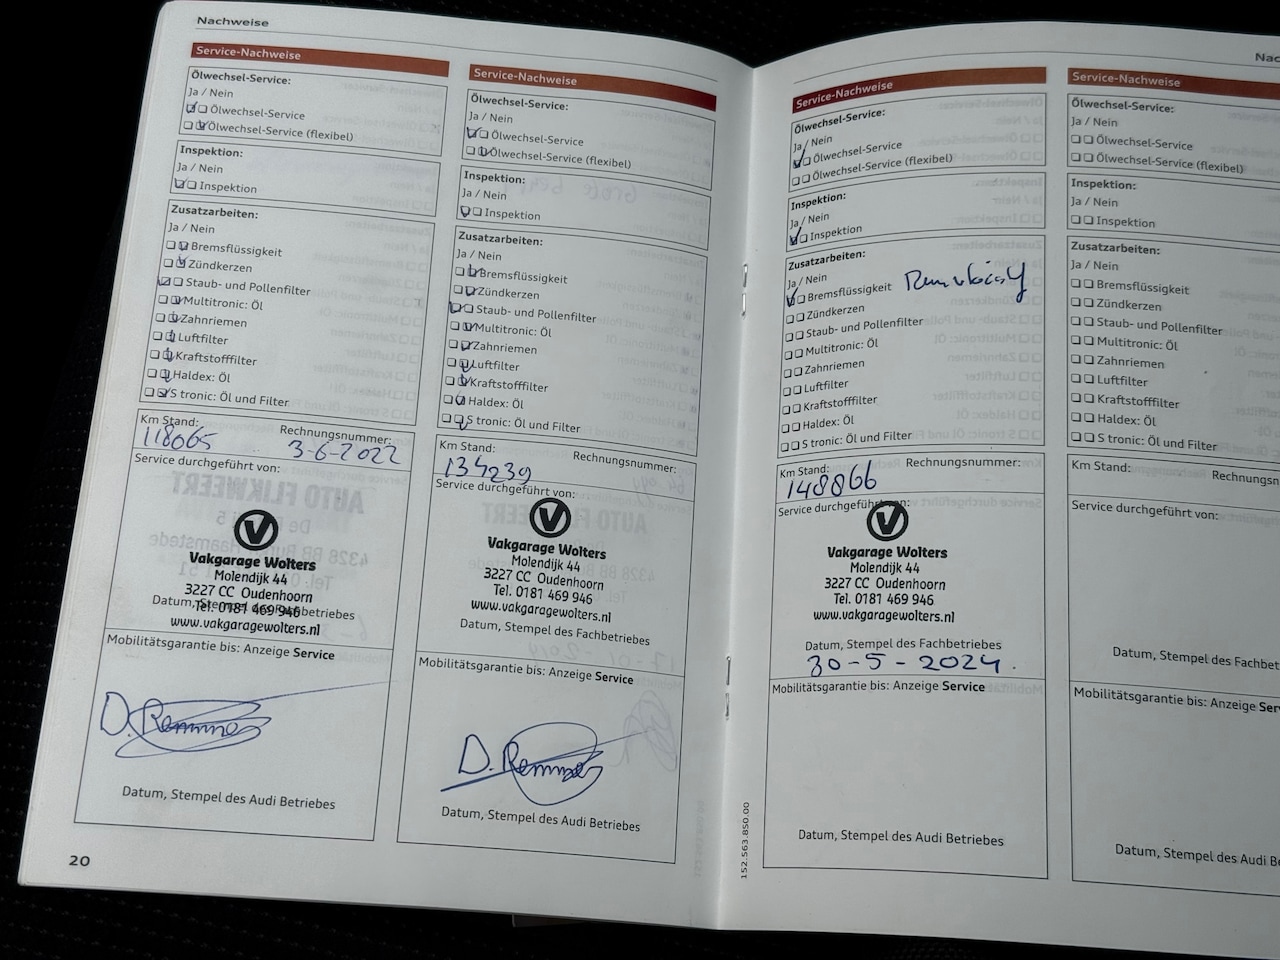 Nachweise
Service-Nachweise
Ölwechsel-Service:
Ja / Nein
Ölwechsel-Service
Ölwechsel-Service (flexibel)
Inspektion:
Ja / Nein
Inspektion
Zusatzarbeiten:
Ja / Nein
Bremsflüssigkeit
Zündkerzen
Staub- und Pollenfilter
Multitronic: Öl
Zahnriemen
Luftfilter
Kraftstofffilter
Haldex: Öl
S tronic: Öl und Filter
Km Stand: Rechnungsnummer:
118065 3-6-2022
Service durchgeführt von:
Vakgarage Wolters
Molendijk 44
3227 CC Oudenhoorn
Tel. 0181 469 946
Datum, Stempel des Fachbetriebes
www.vakgaragewolters.nl
Mobilitätsgarantie bis: Anzeige Service
D. Remmo
Datum, Stempel des Audi Betriebes
20
Service-Nachweise
Ölwechsel-Service:
Ja / Nein
Ölwechsel-Service
Ölwechsel-Service (flexibel)
Inspektion:
Ja / Nein
Inspektion
Zusatzarbeiten:
Ja / Nein
Bremsflüssigkeit
Zündkerzen
Staub- und Pollenfilter
Multitronic: Öl
Zahnriemen
Luftfilter
Kraftstofffilter
Haldex: Öl
S tronic: Öl und Filter
Km Stand: Rechnungsnummer:
134239
Service durchgeführt von:
Vakgarage Wolters
Molendijk 44
3227 CC Oudenhoorn
Tel. 0181 469 946
www.vakgaragewolters.nl
Datum, Stempel des Fachbetriebes
Mobilitätsgarantie bis: Anzeige Service
D.
Datum, Stempel des Audi Betriebes
Service-Nachweise
Ölwechsel-Service:
Ja / Nein
Ölwechsel-Service
Ölwechsel-Service (flexibel)
Inspektion:
Ja / Nein
Inspektion
Zusatzarbeiten:
Ja / Nein
Bremsflüssigkeit
Zündkerzen
Staub- und Pollenfilter
Multitronic: Öl
Zahnriemen
Luftfilter
Kraftstofffilter
Haldex: Öl
S tronic: Öl und Filter
Km Stand: Rechnungsnummer:
148866
Service durchgeführt von:
Vakgarage Wolters
Molendijk 44
3227 CC Oudenhoorn
Tel. 0181 469 946
www.vakgaragewolters.nl
Datum, Stempel des Fachbetriebes
30-5-2024.
Mobilitätsgarantie bis: Anzeige Service
Datum, Stempel des Audi Betriebes
152.563.850.00
Nac
Service-Nachweise
Ölwechsel-Service:
Ja / Nein
Ölwechsel-Service
Ölwechsel-Service (flexibel)
Inspektion:
Ja / Nein
Inspektion
Zusatzarbeiten:
Ja / Nein
Bremsflüssigkeit
Zündkerzen
Staub- und Pollenfilter
Multitronic: Öl
Zahnriemen
Luftfilter
Kraftstofffilter
Haldex: Öl
S tronic: Öl und Filter
Km Stand: Rechnungsn
Service durchgeführt von:
Datum, Stempel des Fachbet
Mobilitätsgarantie bis: Anzeige Ser
Datum, Stempel des Audi B